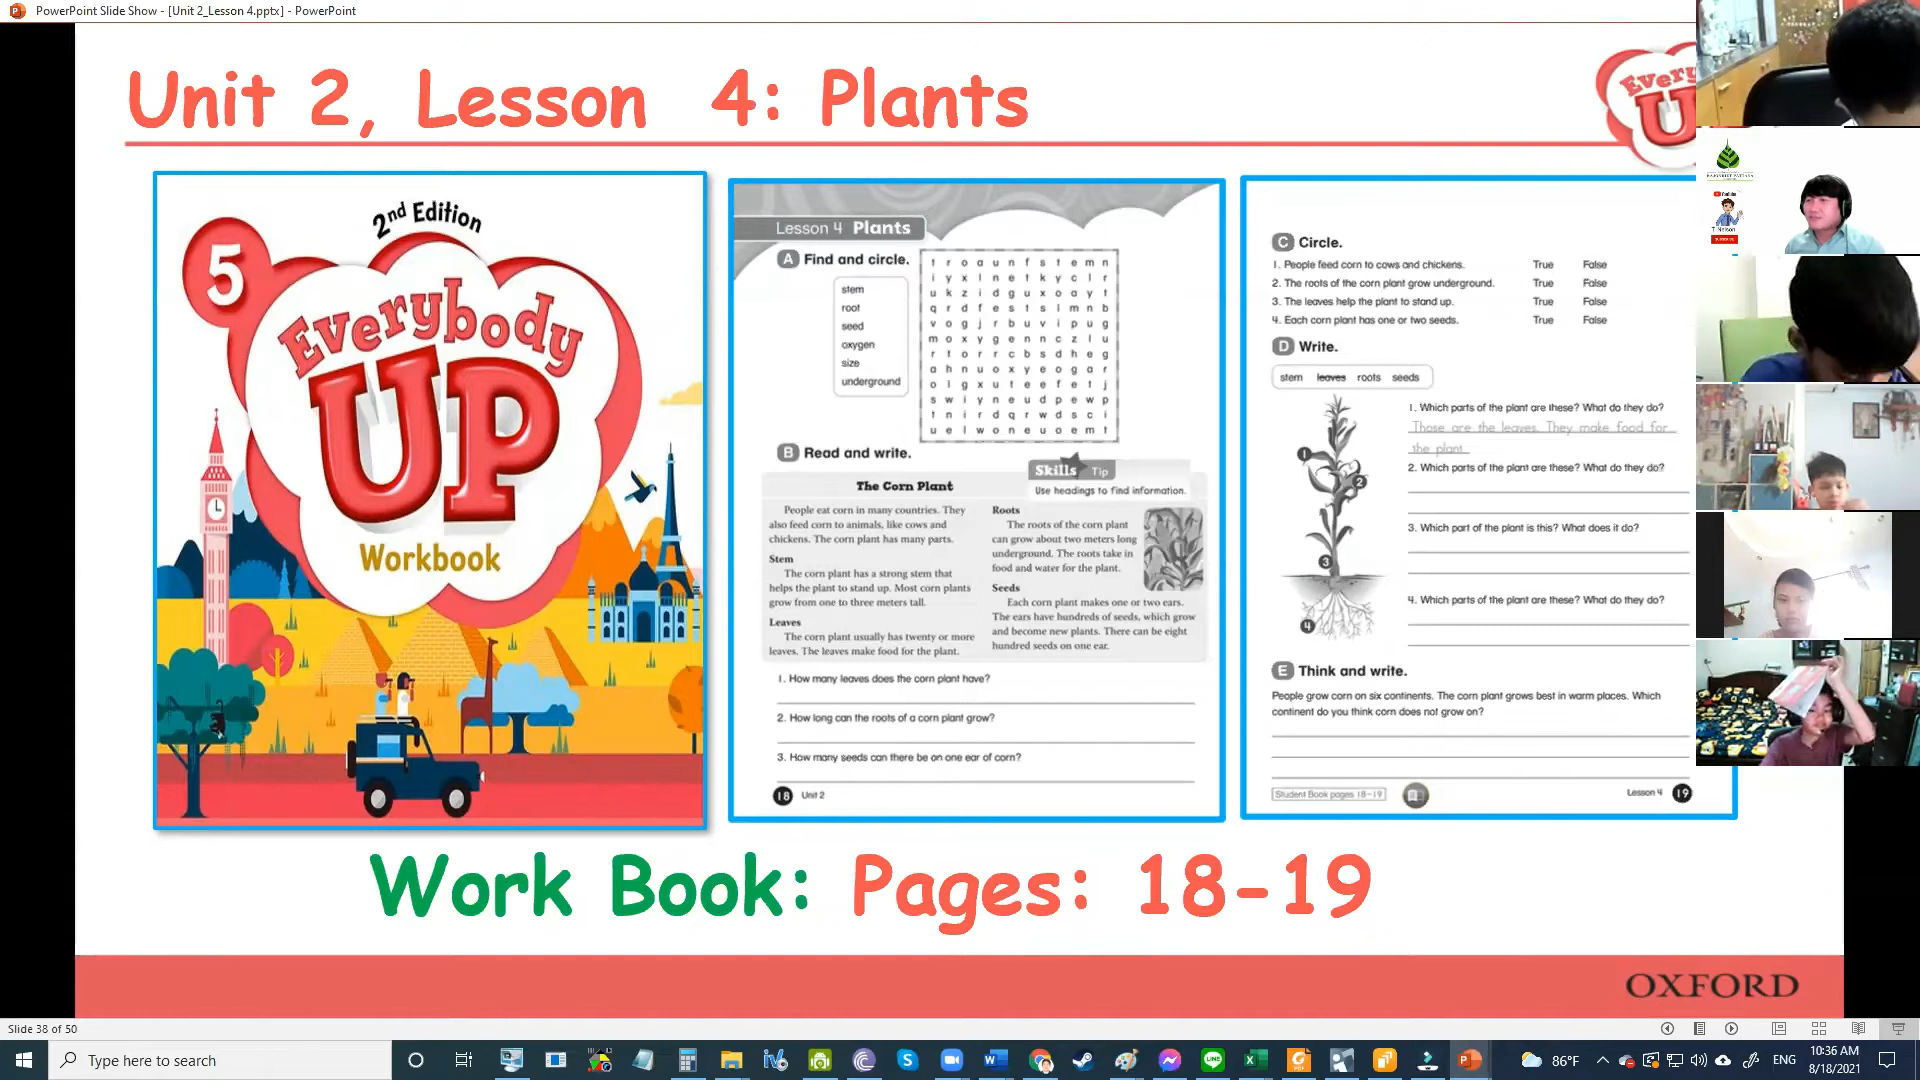 PowerPoint Slide Show - [Unit 2_Lesson 4.pptx] - PowerPoint
Unit 2, Lesson 4: Plants
2nd Edition
5
Everybody
UP
Workbook
Lesson 4 Plants
A Find and circle.
stem
root
seed
oxygen
size
underground
B Read and write.
Skills Tip
Use headings to find information.
The Corn Plant
People eat corn in many countries. They
also feed corn to animals, like cows and
chickens. The corn plant has many parts.
Stem
The corn plant has a strong stem that
helps the plant to stand up. Most corn plants
grow from one to three meters tall.
Leaves
The corn plant usually has twenty or more
leaves. The leaves make food for the plant.
Roots
The roots of the corn plant
can grow about two meters long
underground. The roots take in
food and water for the plant.
Seeds
Each corn plant makes one or two ears.
The ears have hundreds of seeds, which grow
and become new plants. There can be eight
hundred seeds on one ear.
1. How many leaves does the corn plant have?
2. How long can the roots of a corn plant grow?
3. How many seeds can there be on one ear of corn?
18 Unit 2
C Circle.
1. People feed corn to cows and chickens. True False
2. The roots of the corn plant grow underground. True False
3. The leaves help the plant to stand up. True False
4. Each corn plant has one or two seeds. True False
D Write.
stem leaves roots seeds
1. Which parts of the plant are these? What do they do?
Those are the leaves. They make food for
the plant.
2. Which parts of the plant are these? What do they do?
3. Which part of the plant is this? What does it do?
4. Which parts of the plant are these? What do they do?
1
2
3
4
E Think and write.
People grow corn on six continents. The corn plant grows best in warm places. Which
continent do you think corn does not grow on?
Student Book pages 18-19
Lesson 4 19
Work Book: Pages: 18-19
OXFORD
YouTube
T. Nelson
SUBSCRIBE
Slide 38 of 50
Type here to search
86°F
ENG
10:36 AM
8/18/2021